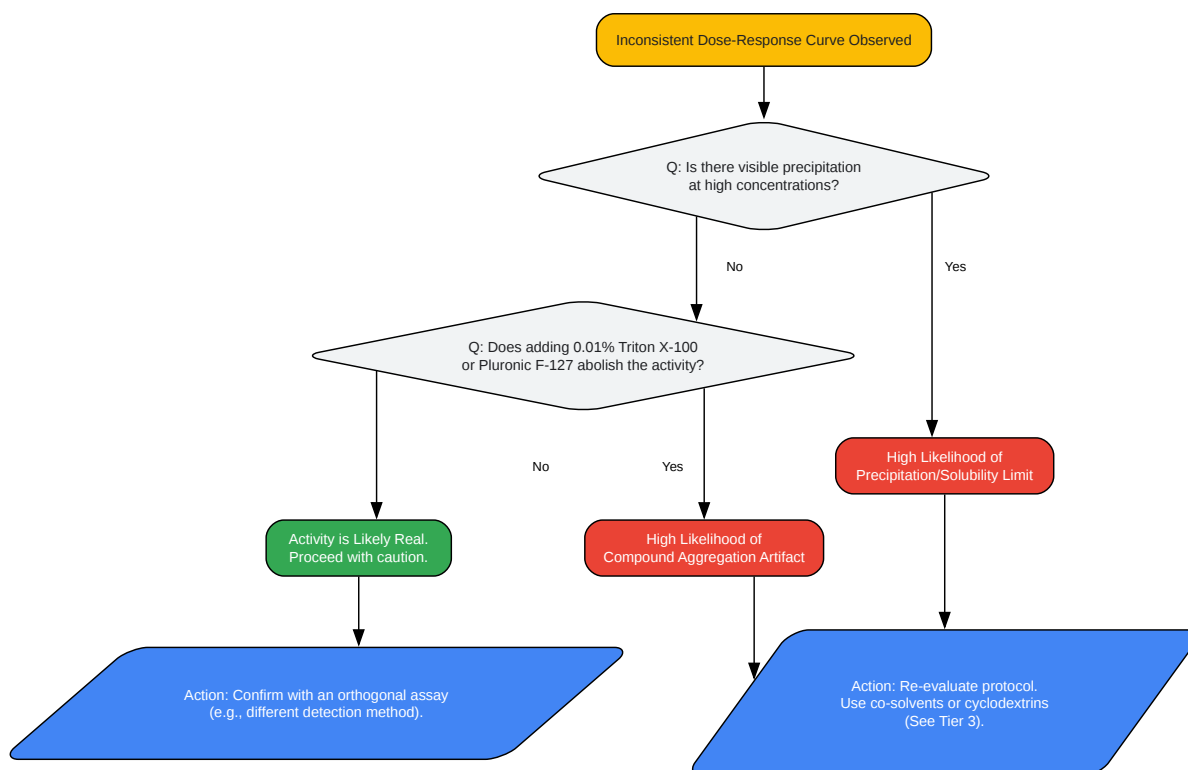 Inconsistent Dose-Response Curve Observed
Q: Is there visible precipitation
at high concentrations?
No
Yes
Q: Does adding 0.01% Triton X-100
or Pluronic F-127 abolish the activity?
No
Yes
High Likelihood of
Precipitation/Solubility Limit
Activity is Likely Real.
Proceed with caution.
High Likelihood of
Compound Aggregation Artifact
Action: Confirm with an orthogonal assay
(e.g., different detection method).
Action: Re-evaluate protocol.
Use co-solvents or cyclodextrins
(See Tier 3).